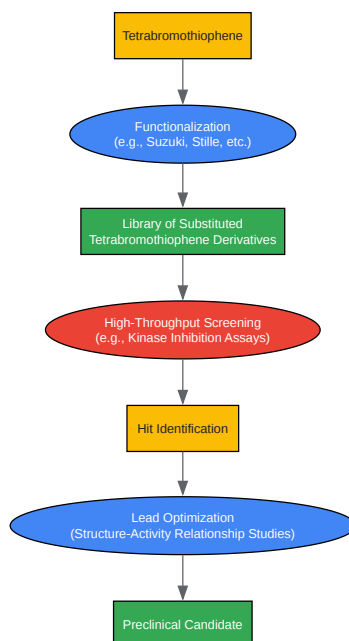 Tetrabromothiophene
Functionalization
(e.g., Suzuki, Stille, etc.)
Library of Substituted
Tetrabromothiophene Derivatives
High-Throughput Screening
(e.g., Kinase Inhibition Assays)
Hit Identification
Lead Optimization
(Structure-Activity Relationship Studies)
Preclinical Candidate